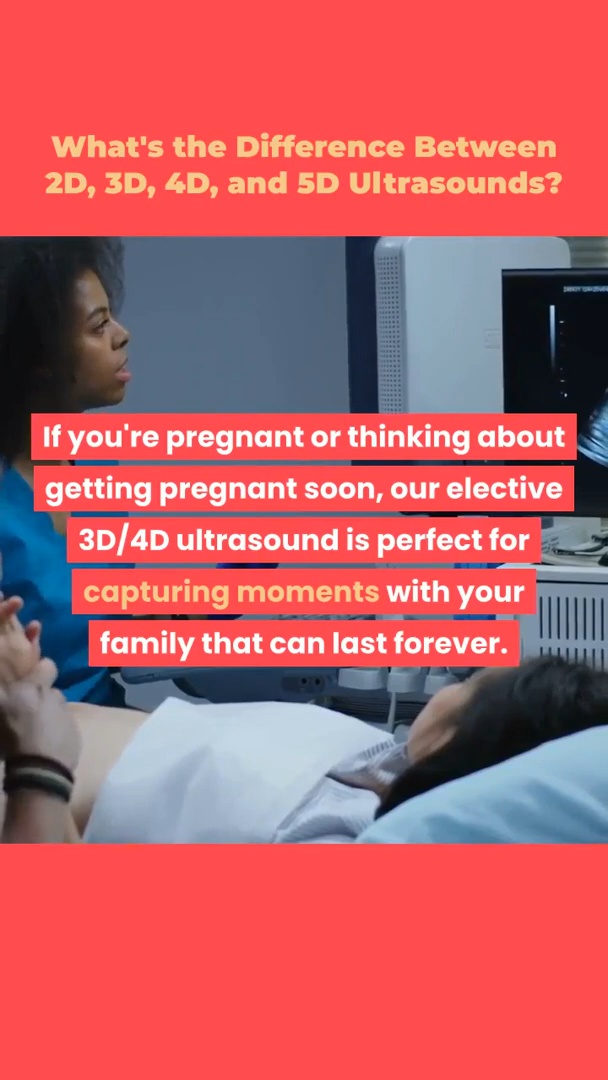 What's the Difference Between
2D, 3D, 4D, and 5D Ultrasounds?
If you're pregnant or thinking about
getting pregnant soon, our elective
3D/4D ultrasound is perfect for
capturing moments with your
family that can last forever.